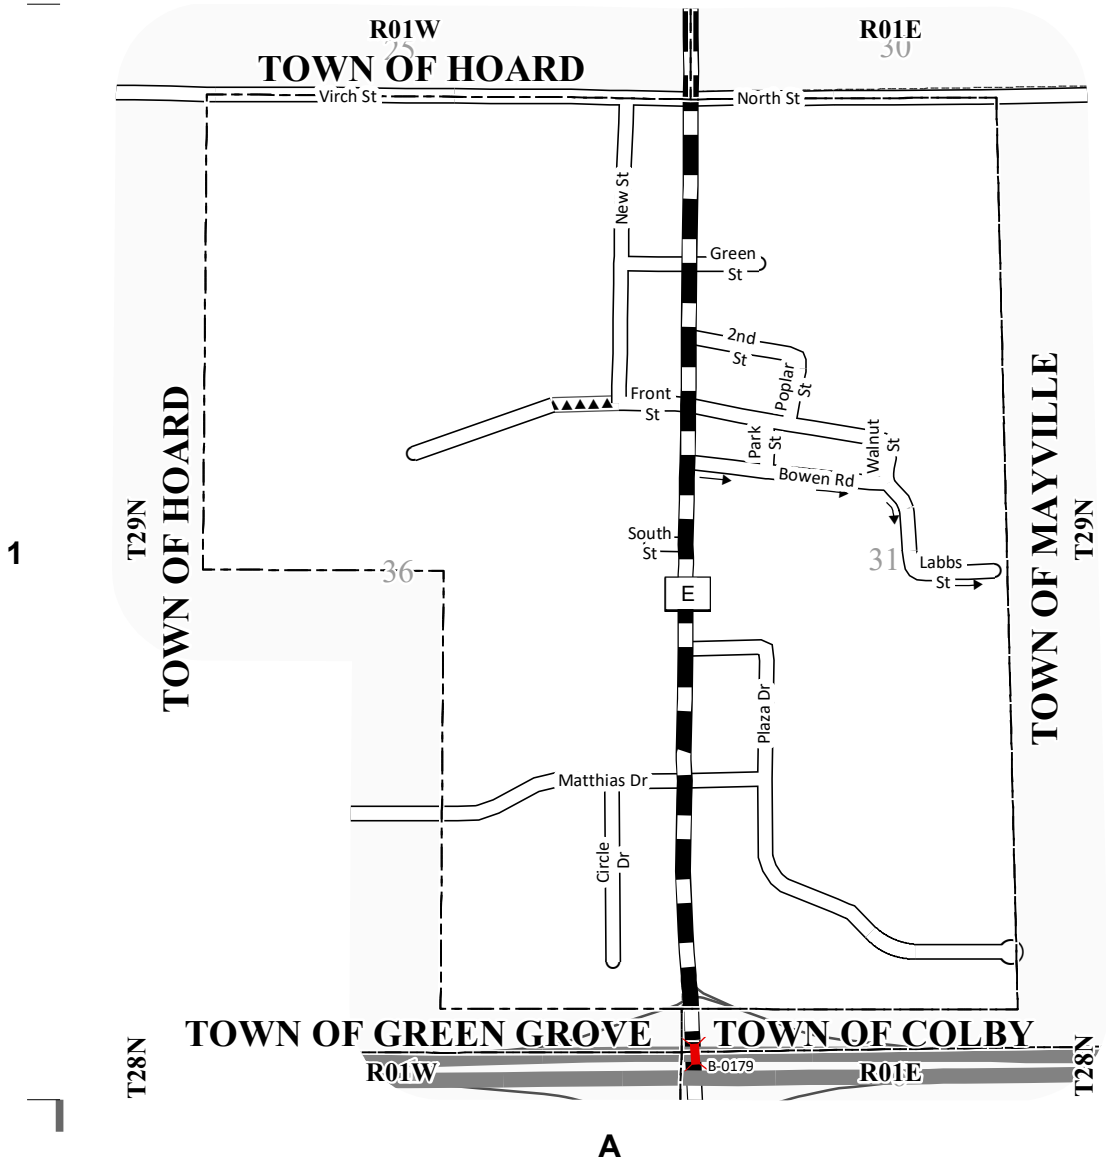 R01W
R01E
25
30
TOWN OF HOARD
Virch St
North St
New St
Green
St
2nd
St
Poplar
St
Front
St
Park
St
Walnut
St
Bowen Rd
TOWN OF HOARD
TOWN OF MAYVILLE
T29N
T29N
1
South
St
36
31
Labbs
St
E
Plaza Dr
Matthias Dr
Circle
Dr
TOWN OF GREEN GROVE
TOWN OF COLBY
T28N
T28N
R01W
B-0179
R01E
A